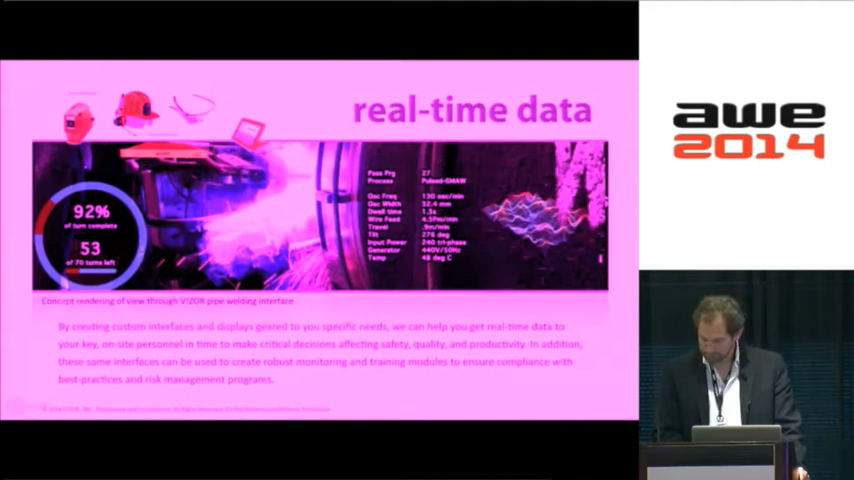 real-time data
awe
2014
92%
of turn complete
53
of 70 turns left
Pass Prg 27
Process Pulsed-GMAW
Osc Freq 130 osc/min
Osc Width 32.4 mm
Dwell time 1.5s
Wire Feed 4.5m/min
Travel .9m/min
Tilt 276 deg
Input Power 240 tri-phase
Generator 440V/50Hz
Temp 48 deg C
Concept rendering of view through VIZOR pipe welding interface
By creating custom interfaces and displays geared to you specific needs, we can help you get real-time data to
your key, on-site personnel in time to make critical decisions affecting safety, quality, and productivity. In addition,
these same interfaces can be used to create robust monitoring and training modules to ensure compliance with
best-practices and risk management programs.